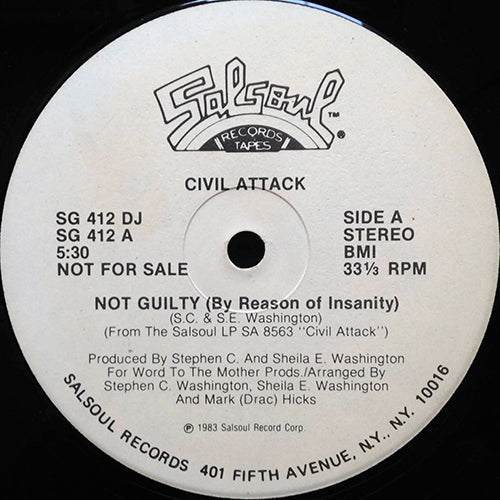 Salsoul
RECORDS
TAPES
™
®
CIVIL ATTACK
SG 412 DJ
SG 412 A
5:30
NOT FOR SALE
SIDE A
STEREO
BMI
33⅓ RPM
NOT GUILTY (By Reason of Insanity)
(S.C. & S.E. Washington)
(From The Salsoul LP SA 8563 "Civil Attack")
Produced By Stephen C. And Sheila E. Washington
For Word To The Mother Prods./Arranged By
Stephen C. Washington, Sheila E. Washington
And Mark (Drac) Hicks
℗ 1983 Salsoul Record Corp.
SALSOUL RECORDS 401 FIFTH AVENUE, N.Y., N.Y. 10016